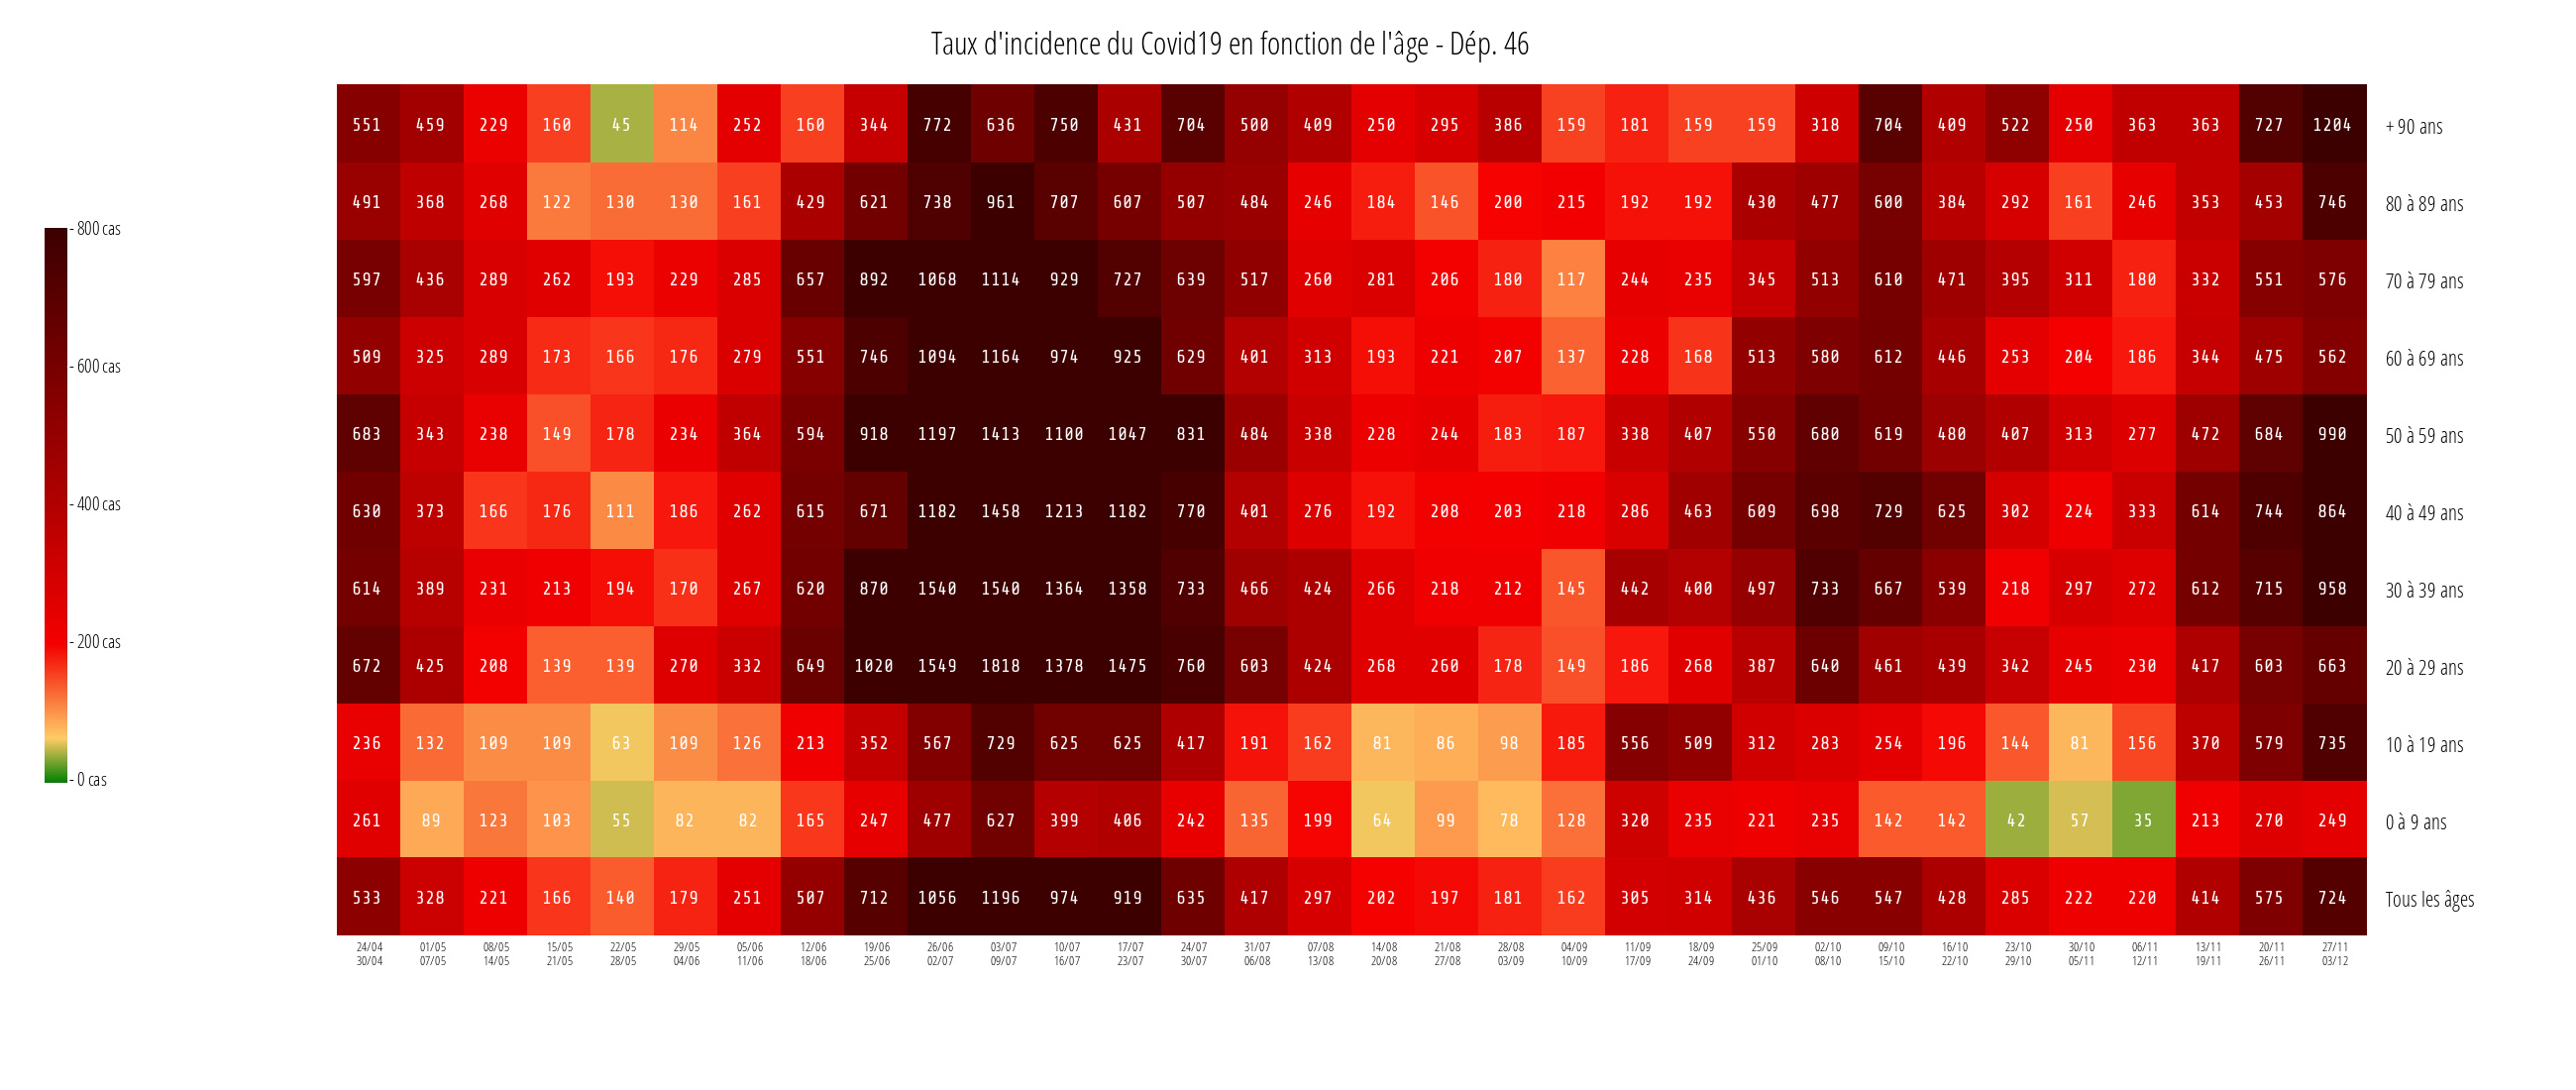 Taux d'incidence du Covid19 en fonction de l'âge - Dép. 46
- 800 cas
- 600 cas
- 400 cas
- 200 cas
- 0 cas
551 459 229 160 45 114 252 160 344 772 636 750 431 704 500 409 250 295 386 159 181 159 159 318 704 409 522 250 363 363 727 1204 + 90 ans
491 368 268 122 130 130 161 429 621 738 961 707 607 507 484 246 184 146 200 215 192 192 430 477 600 384 292 161 246 353 453 746 80 à 89 ans
597 436 289 262 193 229 285 657 892 1068 1114 929 727 639 517 260 281 206 180 117 244 235 345 513 610 471 395 311 180 332 551 576 70 à 79 ans
509 325 289 173 166 176 279 551 746 1094 1164 974 925 629 401 313 193 221 207 137 228 168 513 580 612 446 253 204 186 344 475 562 60 à 69 ans
683 343 238 149 178 234 364 594 918 1197 1413 1100 1047 831 484 338 228 244 183 187 338 407 550 680 619 480 407 313 277 472 684 990 50 à 59 ans
630 373 166 176 111 186 262 615 671 1182 1458 1213 1182 770 401 276 192 208 203 218 286 463 609 698 729 625 302 224 333 614 744 864 40 à 49 ans
614 389 231 213 194 170 267 620 870 1540 1540 1364 1358 733 466 424 266 218 212 145 442 400 497 733 667 539 218 297 272 612 715 958 30 à 39 ans
672 425 208 139 139 270 332 649 1020 1549 1818 1378 1475 760 603 424 268 260 178 149 186 268 387 640 461 439 342 245 230 417 603 663 20 à 29 ans
236 132 109 109 63 109 126 213 352 567 729 625 625 417 191 162 81 86 98 185 556 509 312 283 254 196 144 81 156 370 579 735 10 à 19 ans
261 89 123 103 55 82 82 165 247 477 627 399 406 242 135 199 64 99 78 128 320 235 221 235 142 142 42 57 35 213 270 249 0 à 9 ans
533 328 221 166 140 179 251 507 712 1056 1196 974 919 635 417 297 202 197 181 162 305 314 436 546 547 428 285 222 220 414 575 724 Tous les âges
24/04 01/05 08/05 15/05 22/05 29/05 05/06 12/06 19/06 26/06 03/07 10/07 17/07 24/07 31/07 07/08 14/08 21/08 28/08 04/09 11/09 18/09 25/09 02/10 09/10 16/10 23/10 30/10 06/11 13/11 20/11 27/11
30/04 07/05 14/05 21/05 28/05 04/06 11/06 18/06 25/06 02/07 09/07 16/07 23/07 30/07 06/08 13/08 20/08 27/08 03/09 10/09 17/09 24/09 01/10 08/10 15/10 22/10 29/10 05/11 12/11 19/11 26/11 03/12